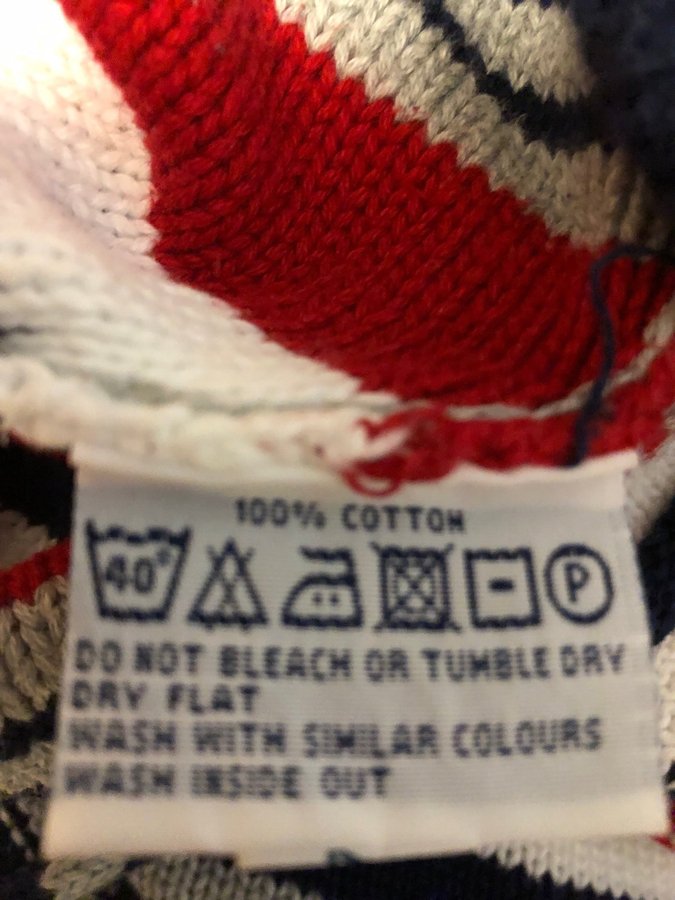 100% COTTON
40° P
DO NOT BLEACH OR TUMBLE DRY
DRY FLAT
WASH WITH SIMILAR COLOURS
WASH INSIDE OUT